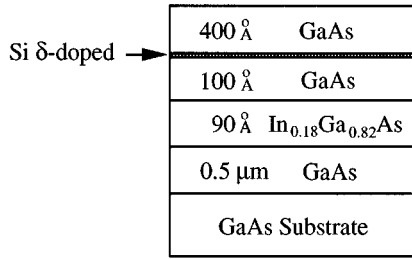 400 Å GaAs
Si δ-doped
100 Å GaAs
90 Å In₀.₁₈Ga₀.₈₂As
0.5 μm GaAs
GaAs Substrate